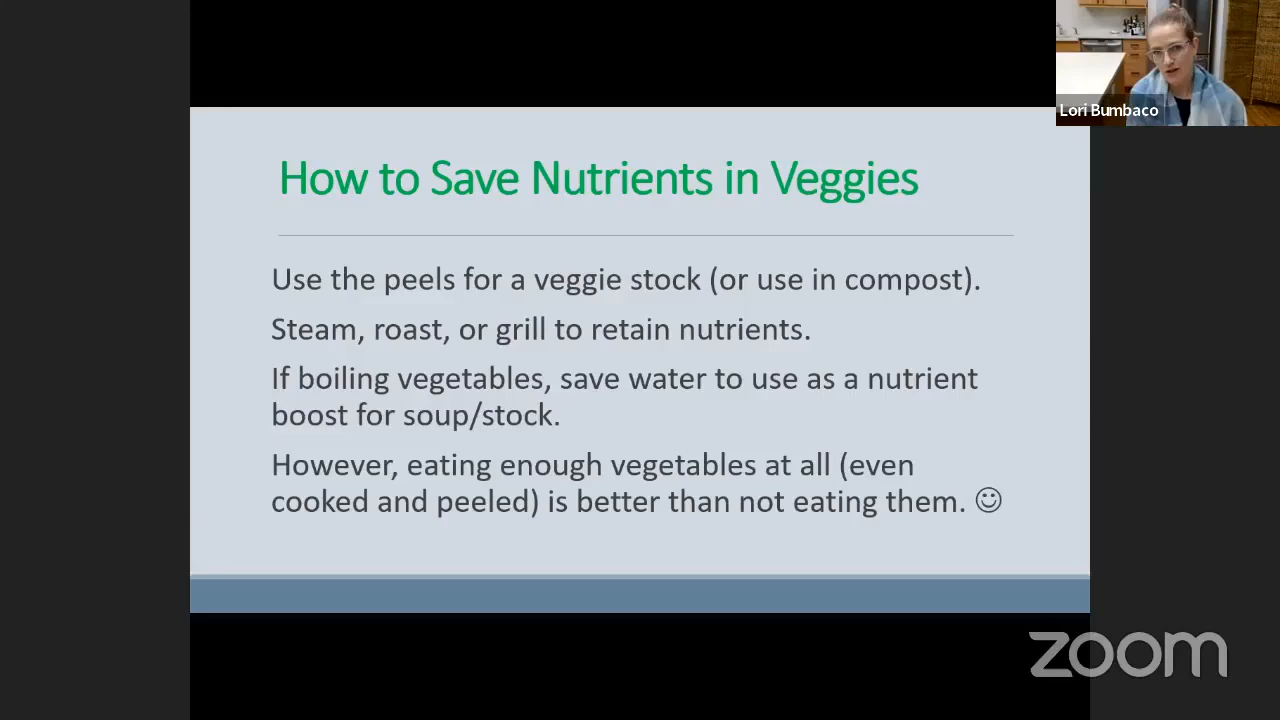 Lori Bumbaco
How to Save Nutrients in Veggies
Use the peels for a veggie stock (or use in compost).
Steam, roast, or grill to retain nutrients.
If boiling vegetables, save water to use as a nutrient
boost for soup/stock.
However, eating enough vegetables at all (even
cooked and peeled) is better than not eating them. ☺
zoom